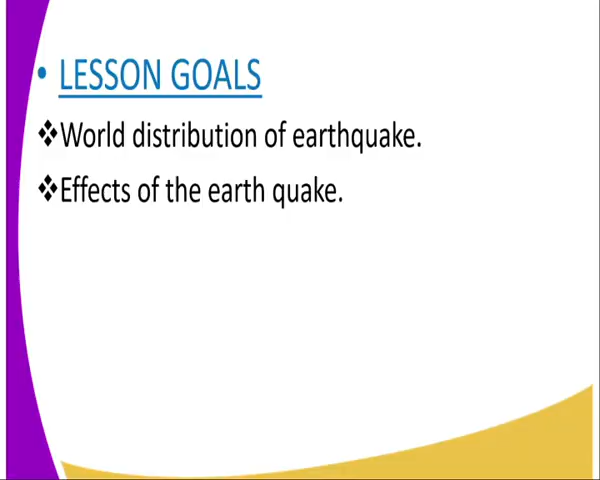 • LESSON GOALS
❖World distribution of earthquake.
❖Effects of the earth quake.